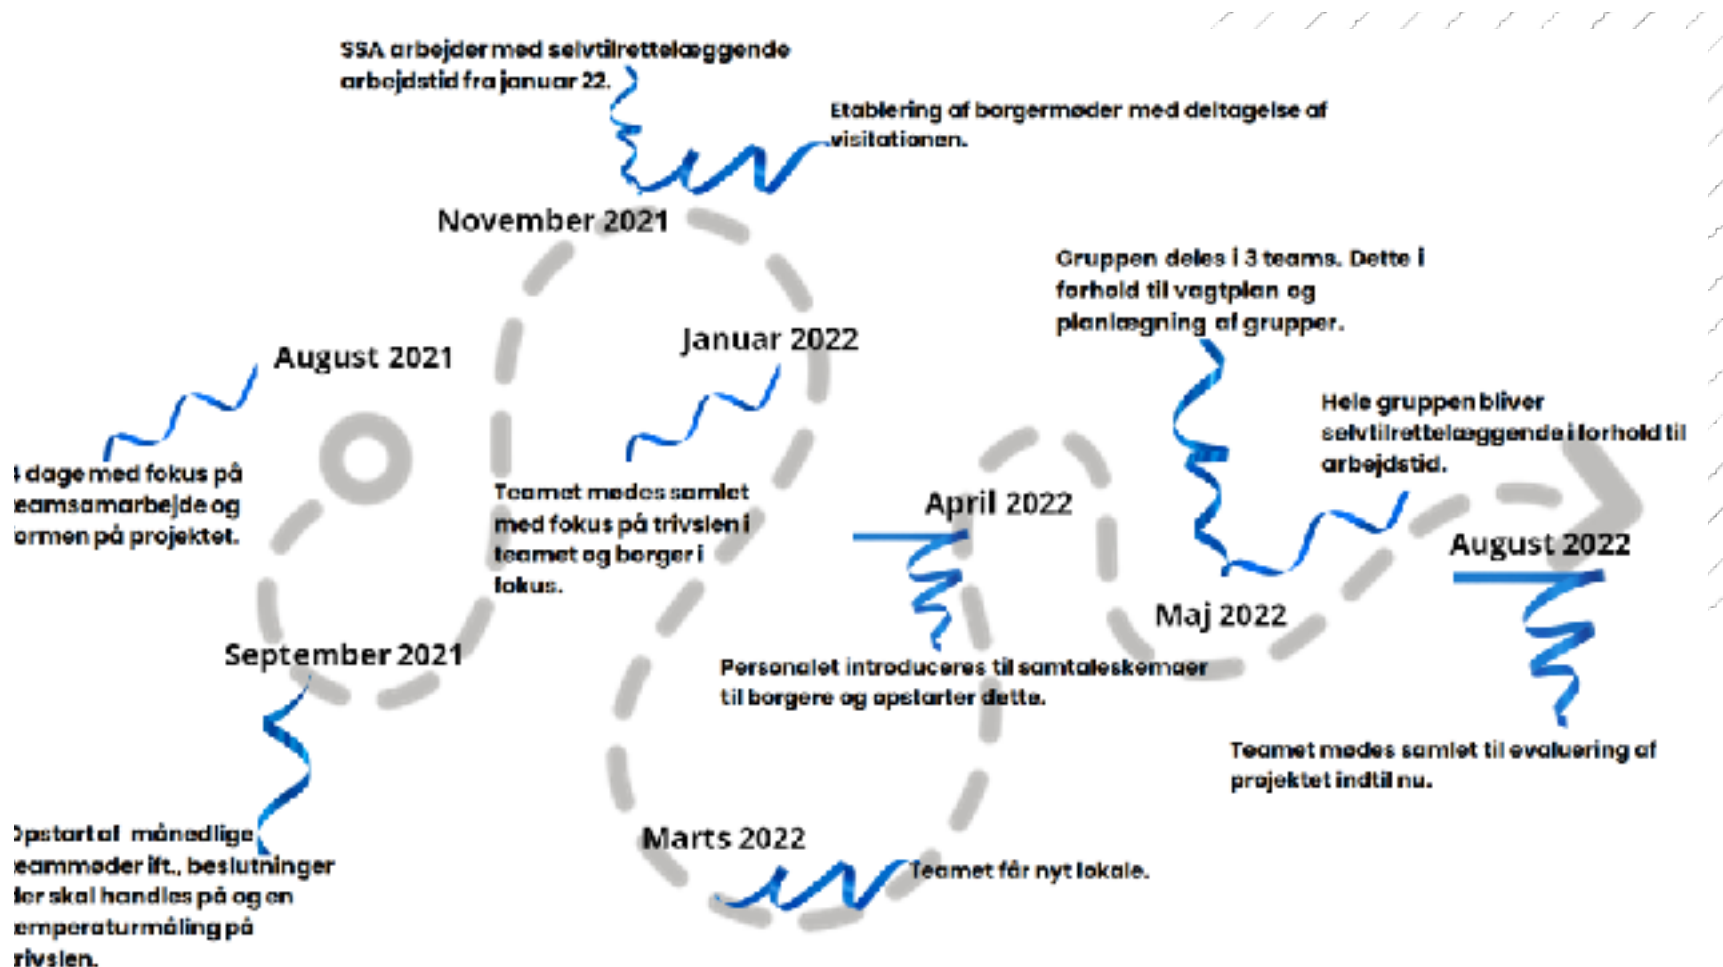 SSA arbejder med selvtilrettelæggende
arbejdstid fra januar 22.
Etablering af borgermøder med deltagelse af
visitationen.
November 2021
Gruppen deles i 3 teams. Dette i
forhold til vagtplan og
planlægning af grupper.
Januar 2022
August 2021
Hele gruppen bliver
selvtilrettelæggende i forhold til
arbejdstid.
4 dage med fokus på
eamsamarbejde og
ormen på projektet.
Teamet mødes samlet
med fokus på trivslen i
teamet og borger i
fokus.
April 2022
August 2022
Maj 2022
September 2021
Personalet introduceres til samtaleskemaer
til borgere og opstarter dette.
Teamet mødes samlet til evaluering af
projektet indtil nu.
Opstart af månedlige
eammøder ift., beslutninger
der skal handles på og en
emperaturmåling på
rivslen.
Marts 2022
Teamet får nyt lokale.